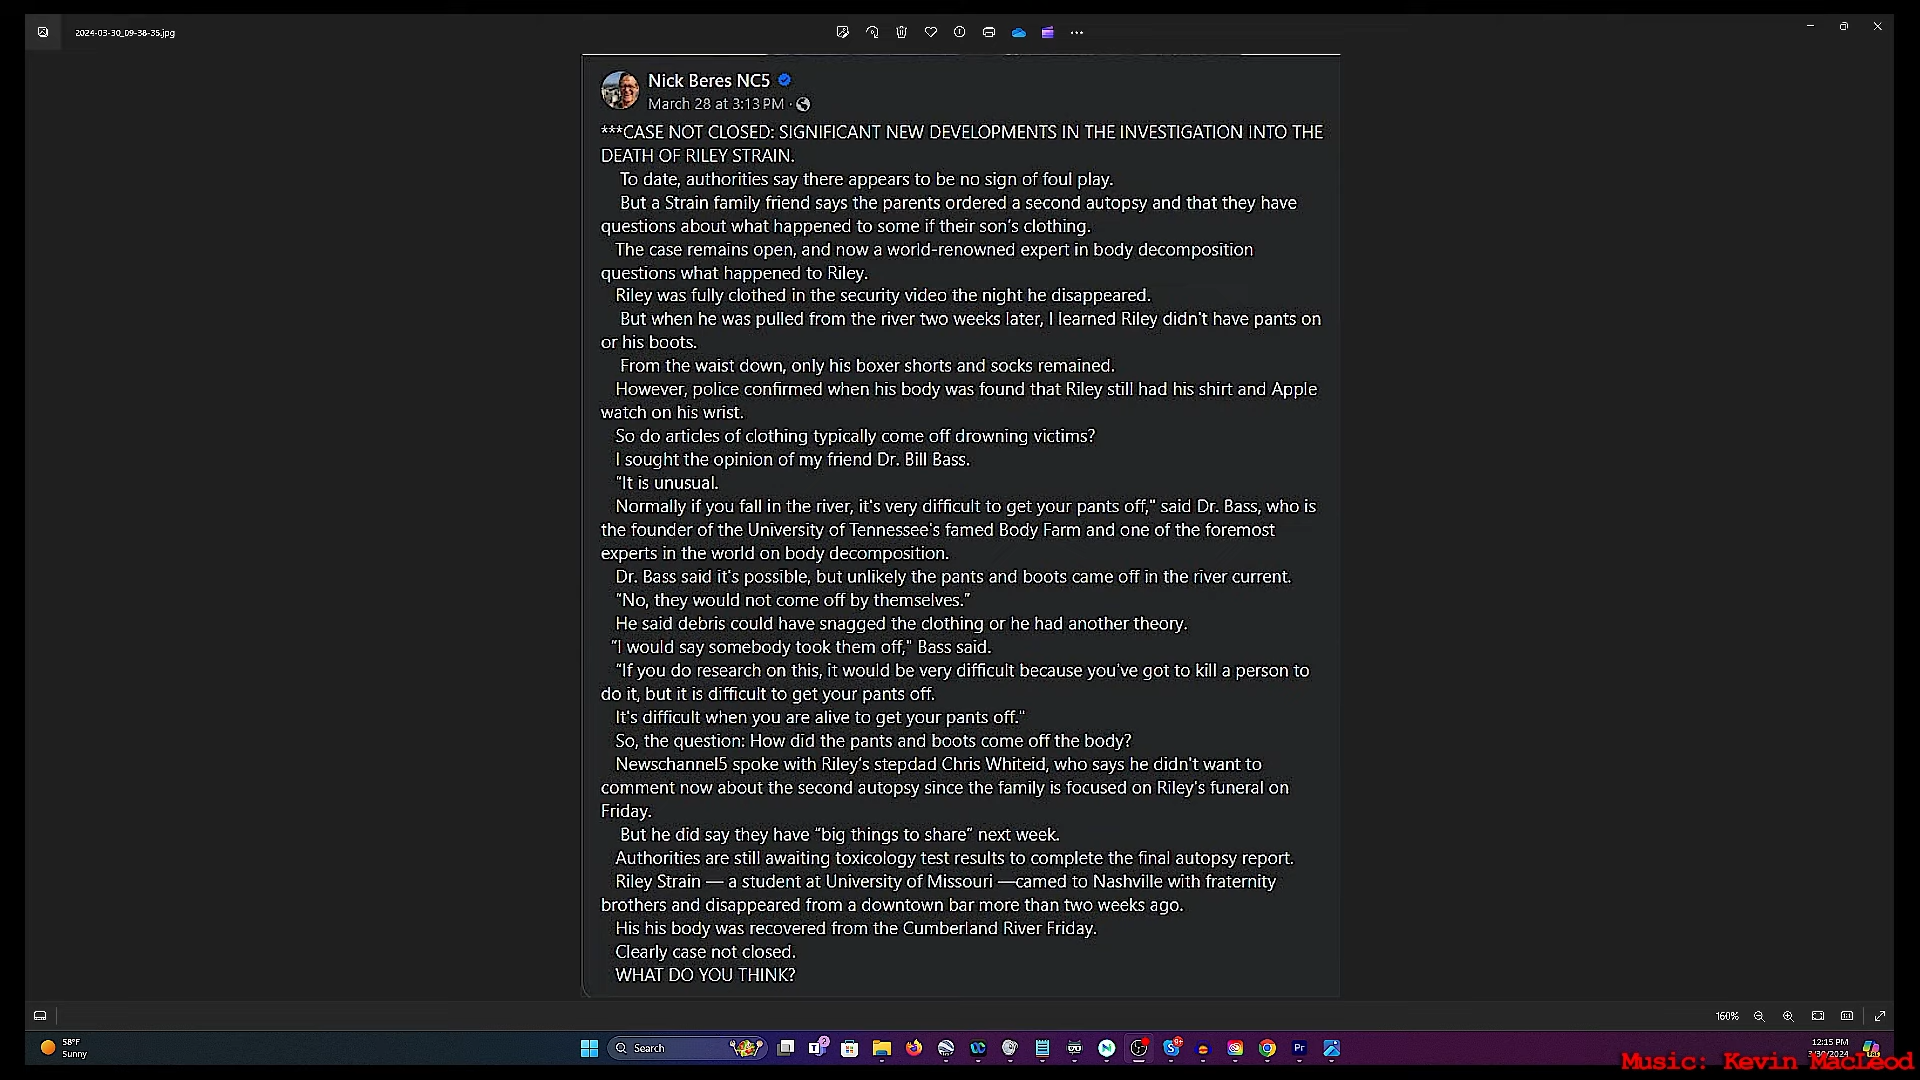 2024-03-30_09-38-35.jpg
Nick Beres NC5
March 28 at 3:13 PM ·
***CASE NOT CLOSED: SIGNIFICANT NEW DEVELOPMENTS IN THE INVESTIGATION INTO THE
DEATH OF RILEY STRAIN.
To date, authorities say there appears to be no sign of foul play.
But a Strain family friend says the parents ordered a second autopsy and that they have
questions about what happened to some if their son's clothing.
The case remains open, and now a world-renowned expert in body decomposition
questions what happened to Riley.
Riley was fully clothed in the security video the night he disappeared.
But when he was pulled from the river two weeks later, I learned Riley didn't have pants on
or his boots.
From the waist down, only his boxer shorts and socks remained.
However, police confirmed when his body was found that Riley still had his shirt and Apple
watch on his wrist.
So do articles of clothing typically come off drowning victims?
I sought the opinion of my friend Dr. Bill Bass.
"It is unusual.
Normally if you fall in the river, it's very difficult to get your pants off," said Dr. Bass, who is
the founder of the University of Tennessee's famed Body Farm and one of the foremost
experts in the world on body decomposition.
Dr. Bass said it's possible, but unlikely the pants and boots came off in the river current.
"No, they would not come off by themselves."
He said debris could have snagged the clothing or he had another theory.
"I would say somebody took them off," Bass said.
"If you do research on this, it would be very difficult because you've got to kill a person to
do it, but it is difficult to get your pants off.
It's difficult when you are alive to get your pants off."
So, the question: How did the pants and boots come off the body?
Newschannel5 spoke with Riley's stepdad Chris Whiteid, who says he didn't want to
comment now about the second autopsy since the family is focused on Riley's funeral on
Friday.
But he did say they have "big things to share" next week.
Authorities are still awaiting toxicology test results to complete the final autopsy report.
Riley Strain — a student at University of Missouri —camed to Nashville with fraternity
brothers and disappeared from a downtown bar more than two weeks ago.
His his body was recovered from the Cumberland River Friday.
Clearly case not closed.
WHAT DO YOU THINK?
160%
58°F
Sunny
Search
12:15 PM
3/30/2024
Music: Kevin MacLeod